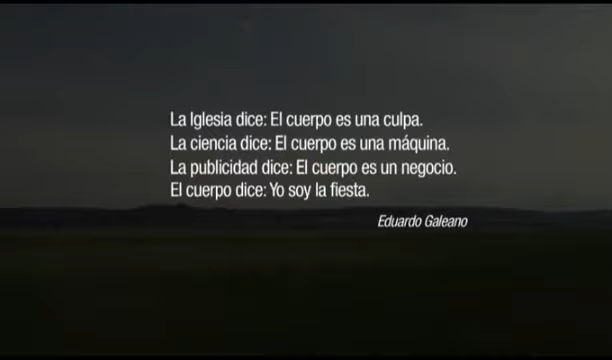 La Iglesia dice: El cuerpo es una culpa.
La ciencia dice: El cuerpo es una máquina.
La publicidad dice: El cuerpo es un negocio.
El cuerpo dice: Yo soy la fiesta.
Eduardo Galeano